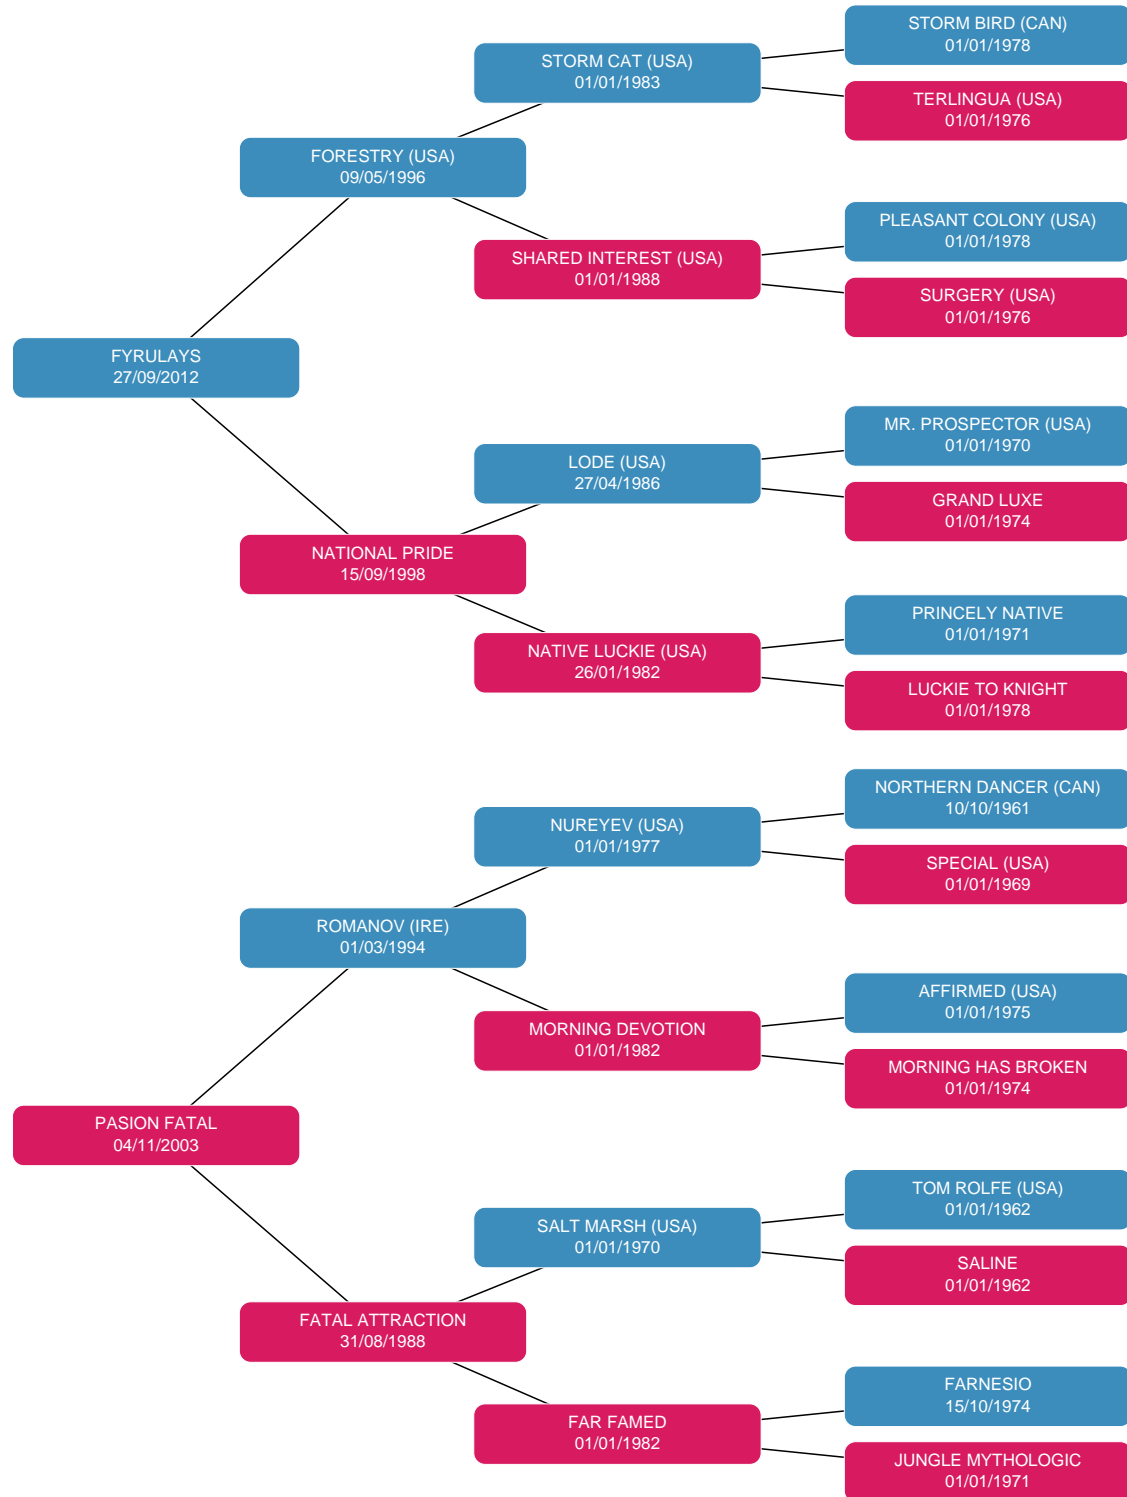 STORM BIRD (CAN)
01/01/1978
STORM CAT (USA)
01/01/1983
TERLINGUA (USA)
01/01/1976
FORESTRY (USA)
09/05/1996
PLEASANT COLONY (USA)
01/01/1978
SHARED INTEREST (USA)
01/01/1988
SURGERY (USA)
01/01/1976
FYRULAYS
27/09/2012
MR. PROSPECTOR (USA)
01/01/1970
LODE (USA)
27/04/1986
GRAND LUXE
01/01/1974
NATIONAL PRIDE
15/09/1998
PRINCELY NATIVE
01/01/1971
NATIVE LUCKIE (USA)
26/01/1982
LUCKIE TO KNIGHT
01/01/1978
NORTHERN DANCER (CAN)
10/10/1961
NUREYEV (USA)
01/01/1977
SPECIAL (USA)
01/01/1969
ROMANOV (IRE)
01/03/1994
AFFIRMED (USA)
01/01/1975
MORNING DEVOTION
01/01/1982
MORNING HAS BROKEN
01/01/1974
PASION FATAL
04/11/2003
TOM ROLFE (USA)
01/01/1962
SALT MARSH (USA)
01/01/1970
SALINE
01/01/1962
FATAL ATTRACTION
31/08/1988
FARNESIO
15/10/1974
FAR FAMED
01/01/1982
JUNGLE MYTHOLOGIC
01/01/1971